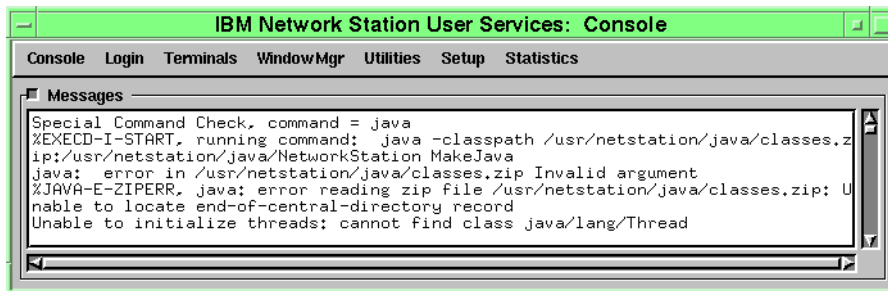 IBM Network Station User Services: Console
Console Login Terminals WindowMgr Utilities Setup Statistics
Messages
Special Command Check, command = java
%EXECD-I-START, running command:  java -classpath /usr/netstation/java/classes.z
ip:/usr/netstation/java/NetworkStation MakeJava
java:  error in /usr/netstation/java/classes.zip Invalid argument
%JAVA-E-ZIPERR, java: error reading zip file /usr/netstation/java/classes.zip: U
nable to locate end-of-central-directory record
Unable to initialize threads: cannot find class java/lang/Thread